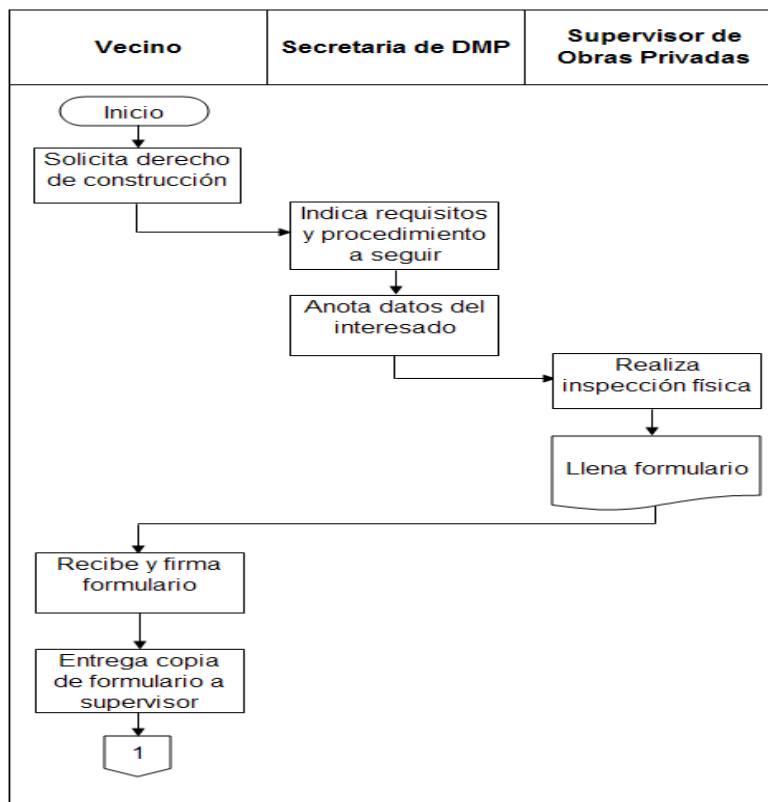 Vecino
Secretaria de DMP
Supervisor de
Obras Privadas
Inicio
Solicita derecho
de construcción
Indica requisitos
y procedimiento
a seguir
Anota datos del
interesado
Realiza
inspección física
Llena formulario
Recibe y firma
formulario
Entrega copia
de formulario a
supervisor
1